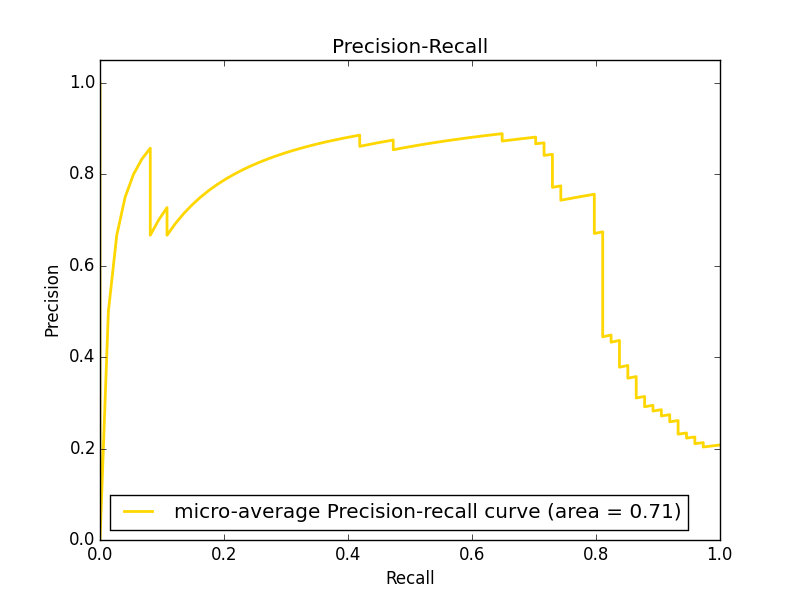 Precision-Recall
1.0
0.8
0.6
0.4
0.2
0.0
Precision
micro-average Precision-recall curve (area = 0.71)
0.0 0.2 0.4 0.6 0.8 1.0
Recall